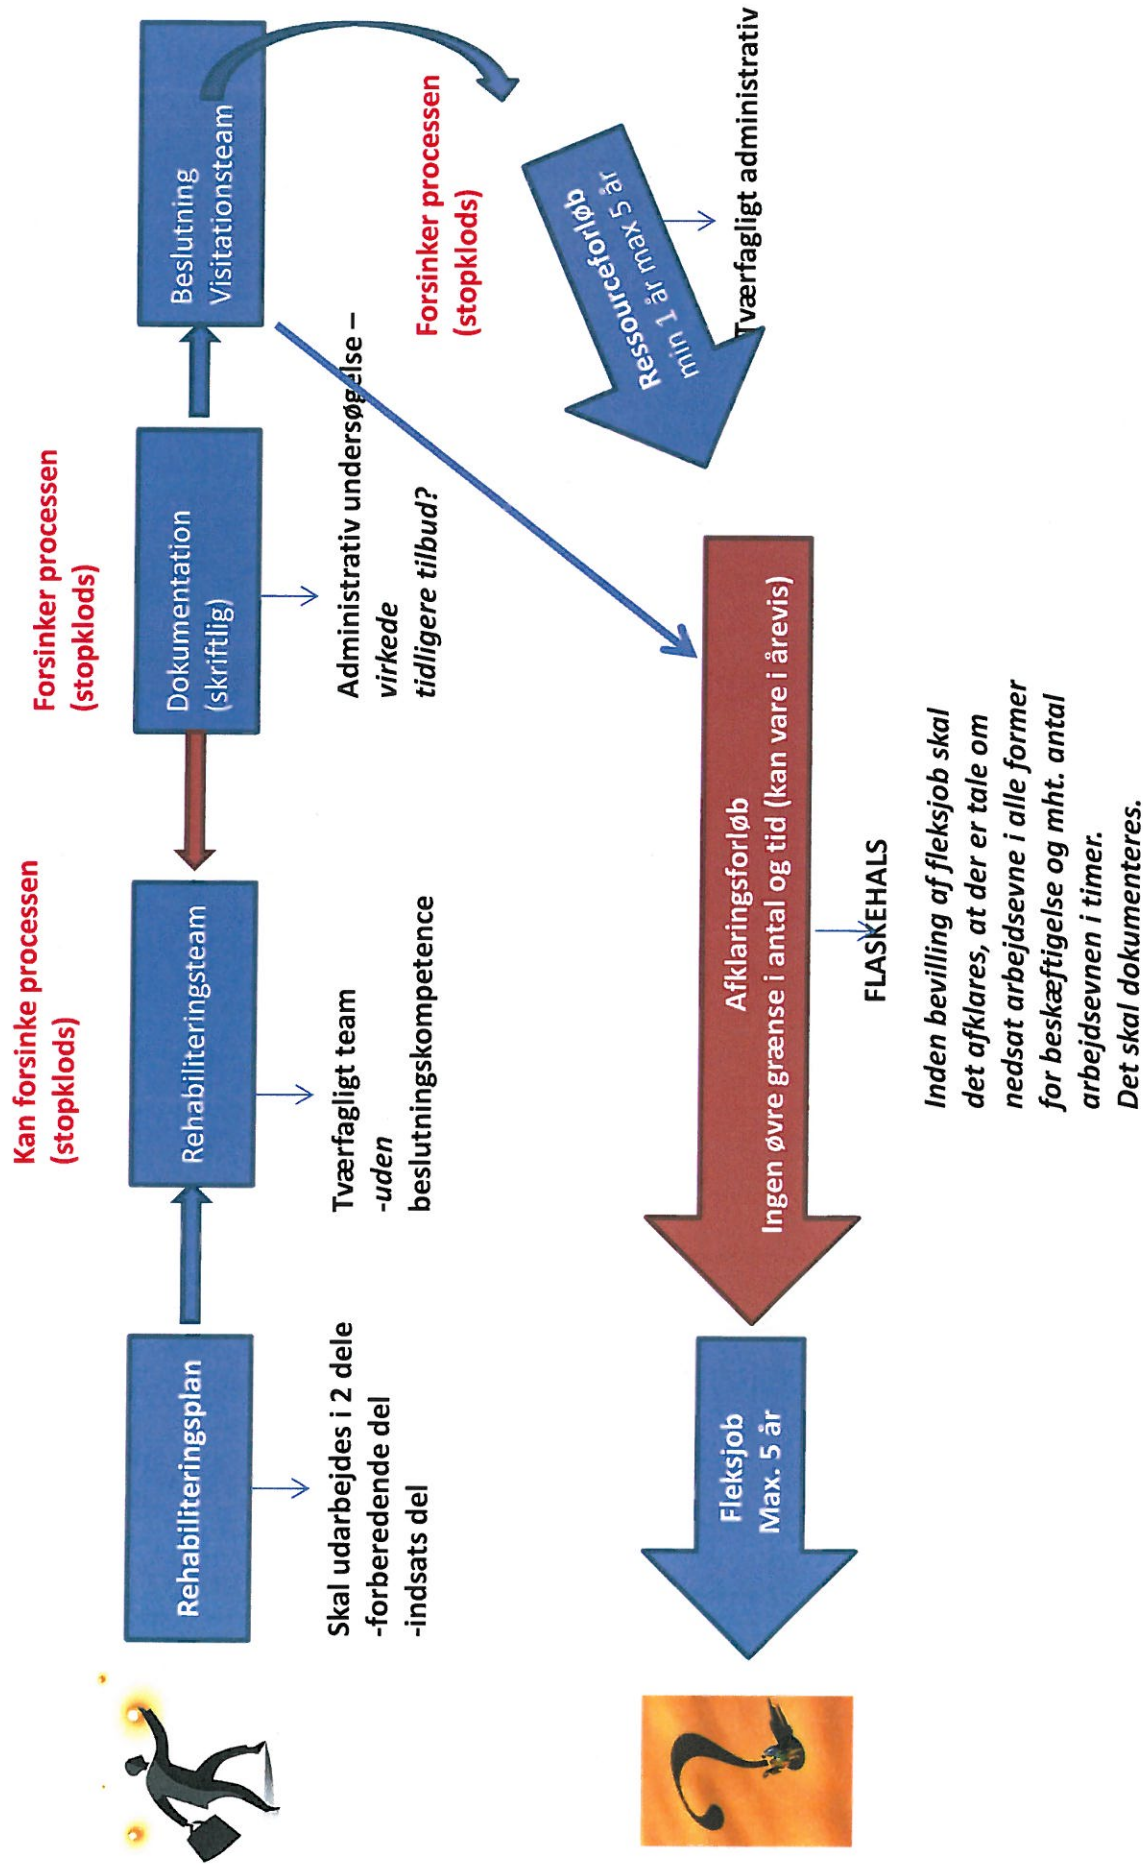 Kan forsinke processen
(stopklods)
Forsinker processen
(stopklods)
Rehabiliteringsplan
Rehabiliteringsteam
Dokumentation
(skriftlig)
Beslutning
Visitationsteam
Skal udarbejdes i 2 dele
-forberedende del
-indsats del
Tværfagligt team
-uden
beslutningskompetence
Administrativ undersøgelse –
virkede
tidligere tilbud?
Forsinker processen
(stopklods)
Ressourceforløb
min 1 år max 5 år
Tværfagligt administrativ
Fleksjob
Max. 5 år
Afklaringsforløb
Ingen øvre grænse i antal og tid (kan vare i årevis)
FLASKEHALS
Inden bevilling af fleksjob skal
det afklares, at der er tale om
nedsat arbejdsevne i alle former
for beskæftigelse og mht. antal
arbejdsevnen i timer.
Det skal dokumenteres.